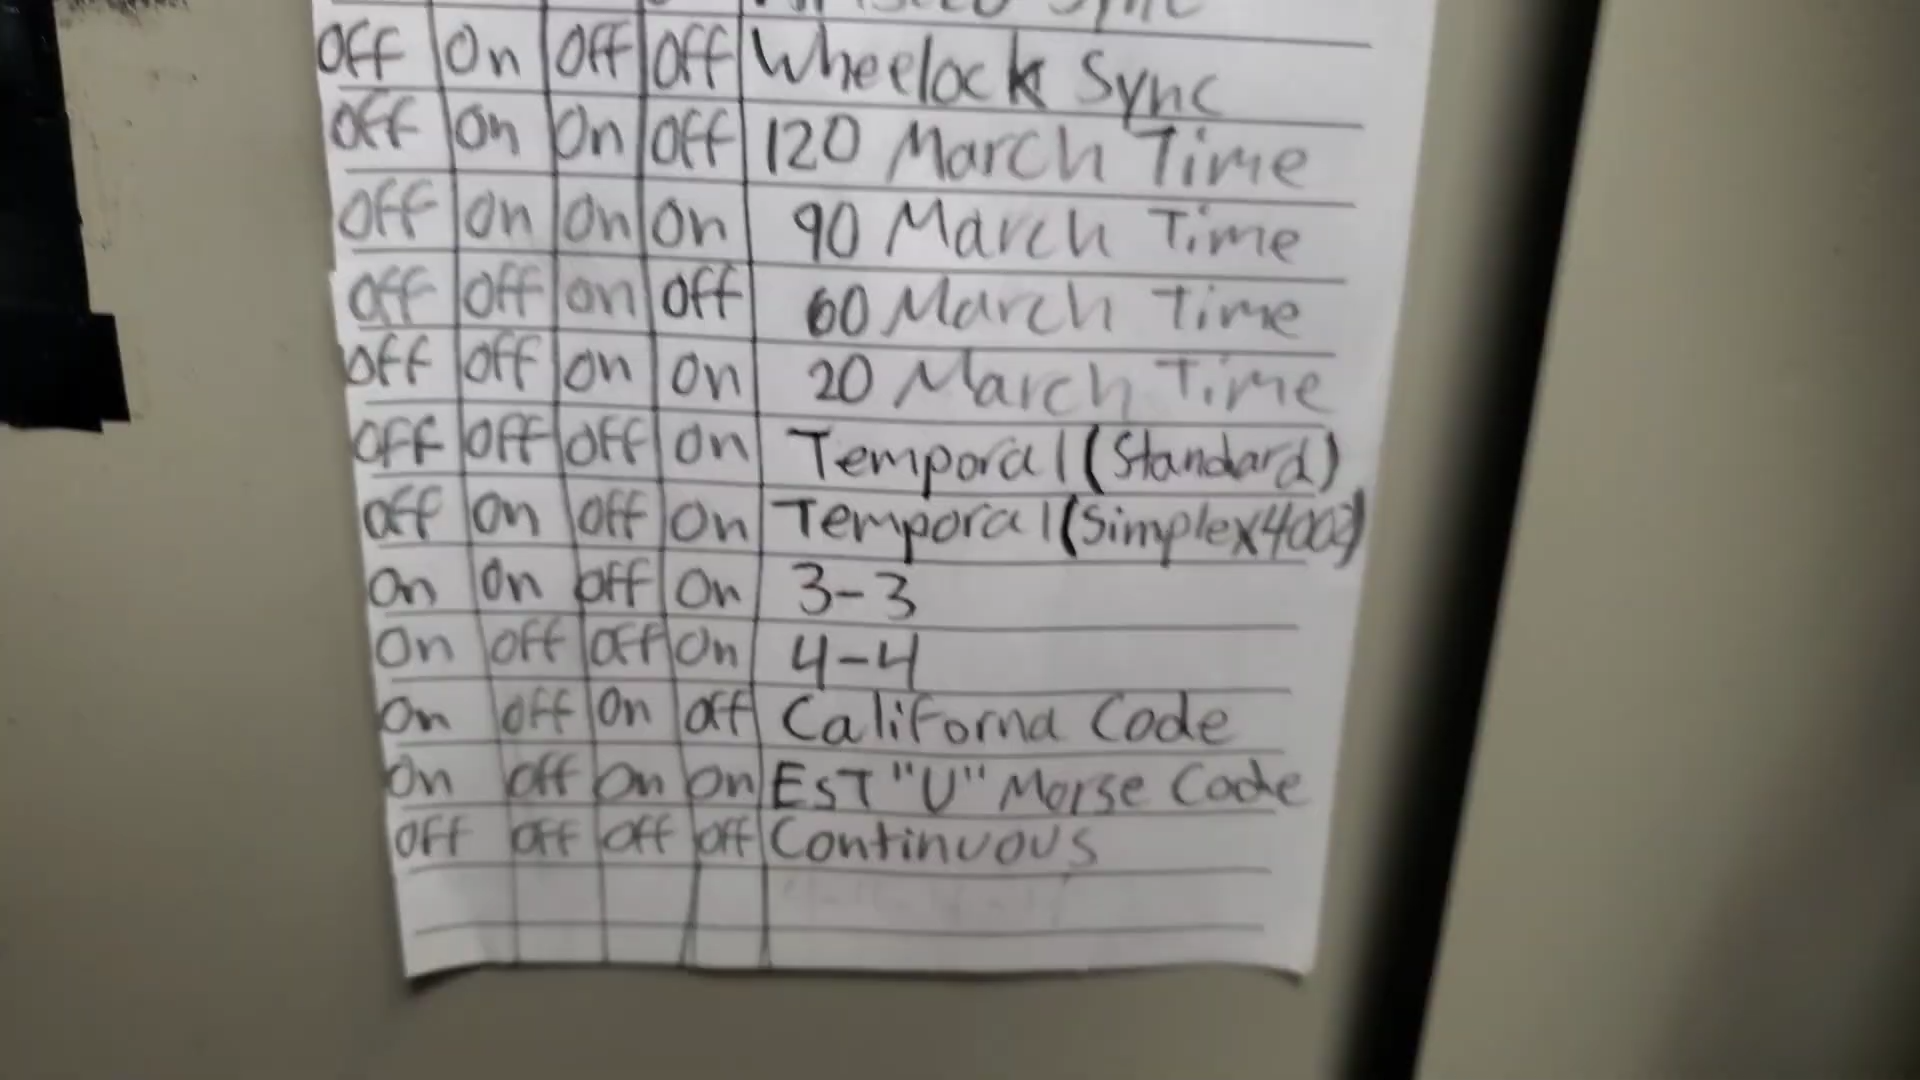 Sync
Off On Off Off Wheelock Sync
Off On On Off 120 March Time
Off On On On 90 March Time
Off Off On Off 60 March Time
Off Off On On 20 March Time
Off Off Off On Temporal (Standard)
Off On Off On Temporal (Simplex4002)
On On Off On 3-3
On Off Off On 4-4
On Off On Off Californa Code
On Off On On EST "U" Morse Code
Off Off Off Off Continuous